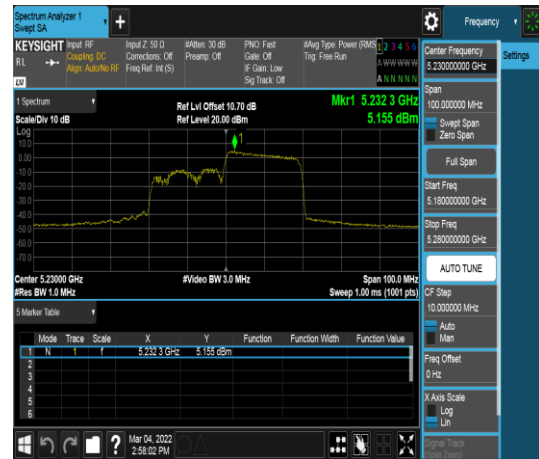 Spectrum Analyzer 1
Swept SA
+
Frequency
KEYSIGHT
RL
Input: RF
Coupling: DC
Align: Auto/No RF
Input Z: 50 Ω
Corrections: Off
Freq Ref: Int (S)
#Atten: 30 dB
Preamp: Off
PNO: Fast
Gate: Off
IF Gain: Low
Sig Track: Off
#Avg Type: Power (RMS
Trig: Free Run
1 2 3 4 5 6
A WW WW W
A N N N N N
LXI
1 Spectrum
Scale/Div 10 dB
Ref Lvl Offset 10.70 dB
Ref Level 20.00 dBm
Mkr1 5.232 3 GHz
5.155 dBm
Log
1
10.0
0.00
-10.0
-20.0
-30.0
-40.0
-50.0
-60.0
-70.0
Center 5.23000 GHz
#Res BW 1.0 MHz
#Video BW 3.0 MHz
Span 100.0 MHz
Sweep 1.00 ms (1001 pts)
5 Marker Table
Mode Trace Scale X Y Function Function Width Function Value
1 N 1 f 5.232 3 GHz 5.155 dBm
2
3
4
5
6
Mar 04, 2022
2:58:02 PM
?
Center Frequency
5.230000000 GHz
Settings
Span
100.000000 MHz
Swept Span
Zero Span
Full Span
Start Freq
5.180000000 GHz
Stop Freq
5.280000000 GHz
AUTO TUNE
CF Step
10.000000 MHz
Auto
Man
Freq Offset
0 Hz
X Axis Scale
Log
Lin
Signal Track
(Span Zoom)